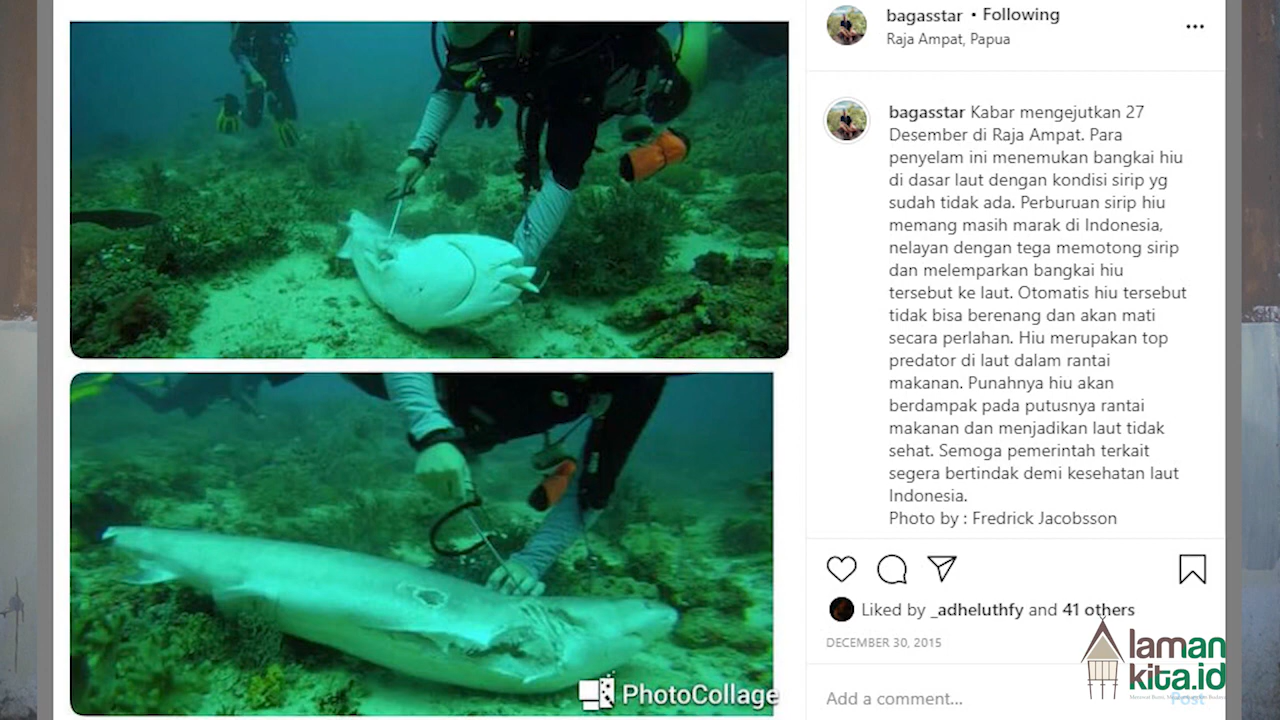 bagasstar • Following
Raja Ampat, Papua
bagasstar Kabar mengejutkan 27
Desember di Raja Ampat. Para
penyelam ini menemukan bangkai hiu
di dasar laut dengan kondisi sirip yg
sudah tidak ada. Perburuan sirip hiu
memang masih marak di Indonesia,
nelayan dengan tega memotong sirip
dan melemparkan bangkai hiu
tersebut ke laut. Otomatis hiu tersebut
tidak bisa berenang dan akan mati
secara perlahan. Hiu merupakan top
predator di laut dalam rantai
makanan. Punahnya hiu akan
berdampak pada putusnya rantai
makanan dan menjadikan laut tidak
sehat. Semoga pemerintah terkait
segera bertindak demi kesehatan laut
Indonesia.
Photo by : Fredrick Jacobsson
Liked by _adheluthfy and 41 others
DECEMBER 30, 2015
Add a comment...
Post
laman
kita.id
PhotoCollage